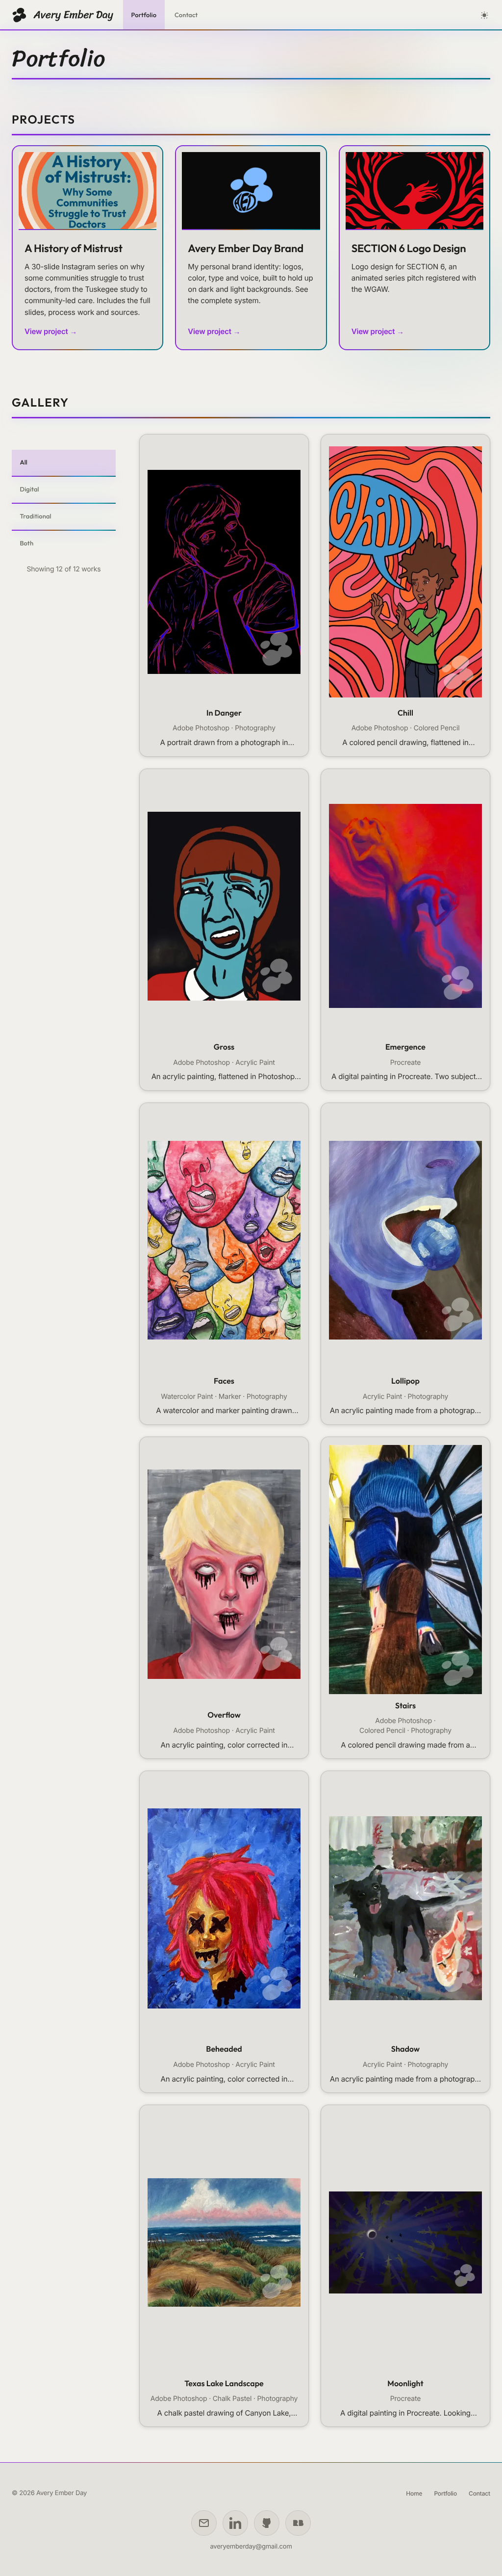 Avery Ember Day
Portfolio
Contact
Portfolio
PROJECTS
A History
of Mistrust:
Why Some
Communities
Struggle to Trust
Doctors
A History of Mistrust
A 30-slide Instagram series on why
some communities struggle to trust
doctors, from the Tuskegee study to
community-led care. Includes the full
slides, process work and sources.
View project →
Avery Ember Day Brand
My personal brand identity: logos,
color, type and voice, built to hold up
on dark and light backgrounds. See
the complete system.
View project →
SECTION 6 Logo Design
Logo design for SECTION 6, an
animated series pitch registered with
the WGAW.
View project →
GALLERY
All
Digital
Traditional
Both
Showing 12 of 12 works
In Danger
Adobe Photoshop · Photography
A portrait drawn from a photograph in...
Chill
Chill
Adobe Photoshop · Colored Pencil
A colored pencil drawing, flattened in...
Gross
Adobe Photoshop · Acrylic Paint
An acrylic painting, flattened in Photoshop...
Emergence
Procreate
A digital painting in Procreate. Two subject...
Faces
Watercolor Paint · Marker · Photography
A watercolor and marker painting drawn...
Lollipop
Acrylic Paint · Photography
An acrylic painting made from a photograp...
Overflow
Adobe Photoshop · Acrylic Paint
An acrylic painting, color corrected in...
Stairs
Adobe Photoshop ·
Colored Pencil · Photography
A colored pencil drawing made from a...
Beheaded
Adobe Photoshop · Acrylic Paint
An acrylic painting, color corrected in...
Shadow
Acrylic Paint · Photography
An acrylic painting made from a photograp...
Texas Lake Landscape
Adobe Photoshop · Chalk Pastel · Photography
A chalk pastel drawing of Canyon Lake,...
Moonlight
Procreate
A digital painting in Procreate. Looking...
© 2026 Avery Ember Day
Home
Portfolio
Contact
averyemberday@gmail.com